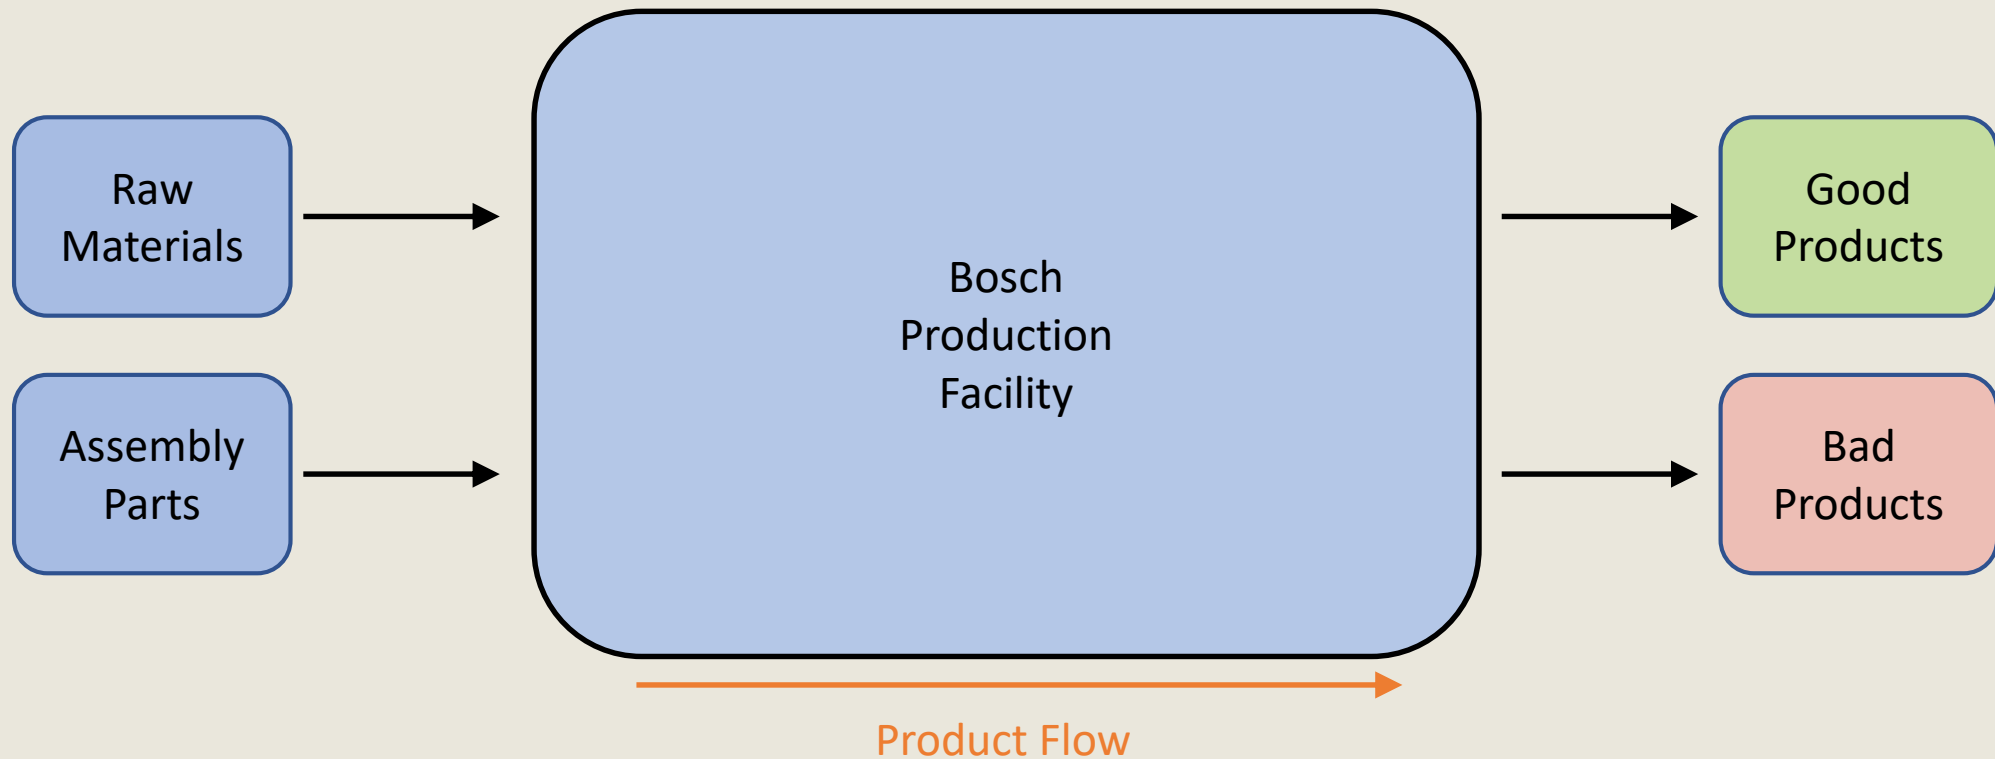 Raw
Materials
Assembly
Parts
Bosch
Production
Facility
Good
Products
Bad
Products
Product Flow